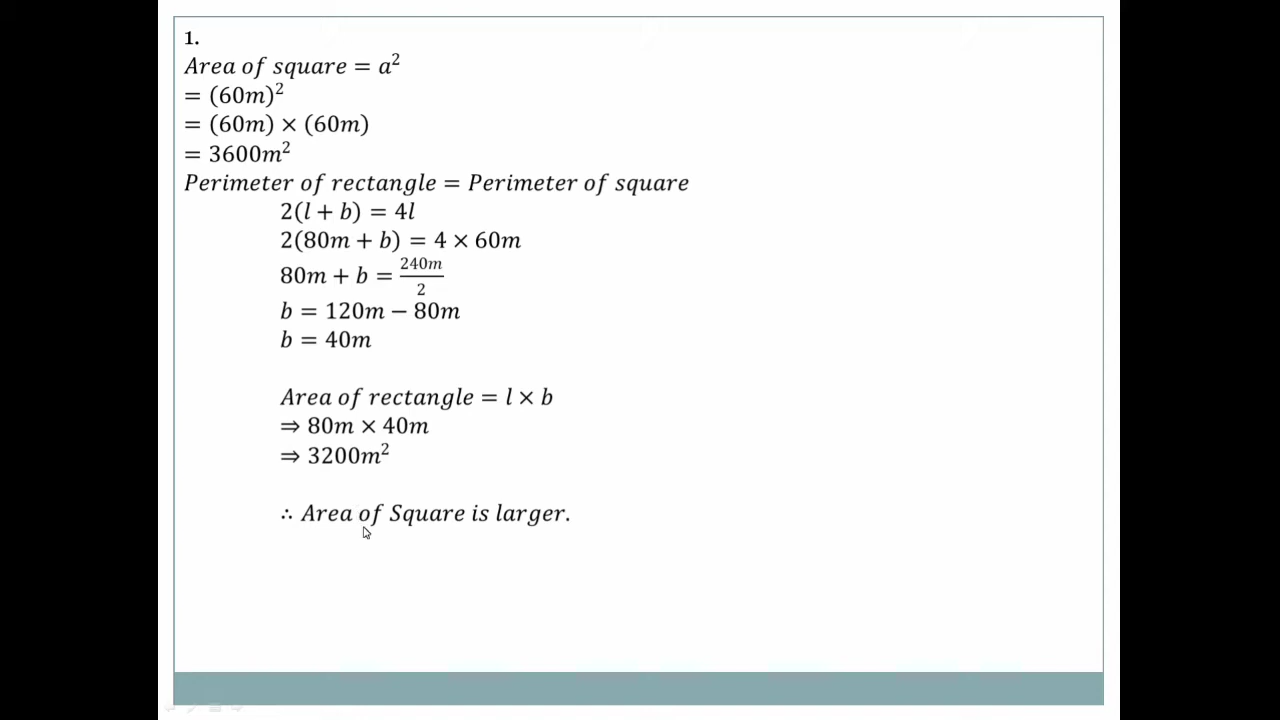 1.
Area of square = a²
= (60m)²
= (60m) × (60m)
= 3600m²
Perimeter of rectangle = Perimeter of square
2(l + b) = 4l
2(80m + b) = 4 × 60m
80m + b = 240m/2
b = 120m − 80m
b = 40m
Area of rectangle = l × b
⇒ 80m × 40m
⇒ 3200m²
∴ Area of Square is larger.